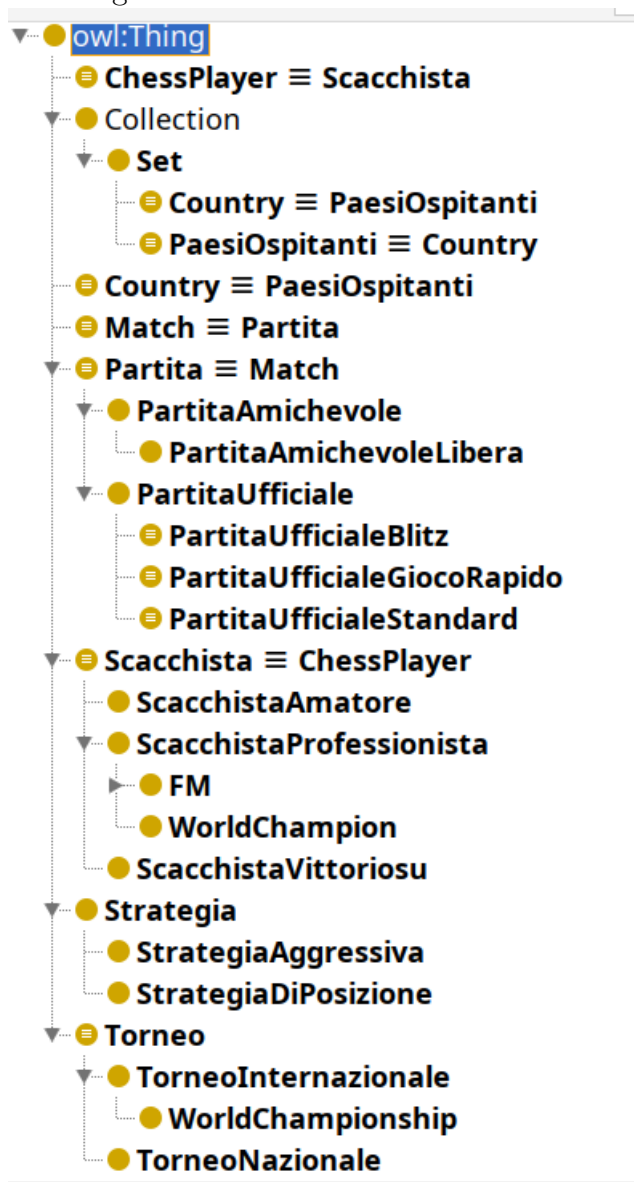 owl:Thing
ChessPlayer ≡ Scacchista
Collection
Set
Country ≡ PaesiOspitanti
PaesiOspitanti ≡ Country
Country ≡ PaesiOspitanti
Match ≡ Partita
Partita ≡ Match
PartitaAmichevole
PartitaAmichevoleLibera
PartitaUfficiale
PartitaUfficialeBlitz
PartitaUfficialeGiocoRapido
PartitaUfficialeStandard
Scacchista ≡ ChessPlayer
ScacchistaAmatore
ScacchistaProfessionista
FM
WorldChampion
ScacchistaVittoriosu
Strategia
StrategiaAggressiva
StrategiaDiPosizione
Torneo
TorneoInternazionale
WorldChampionship
TorneoNazionale